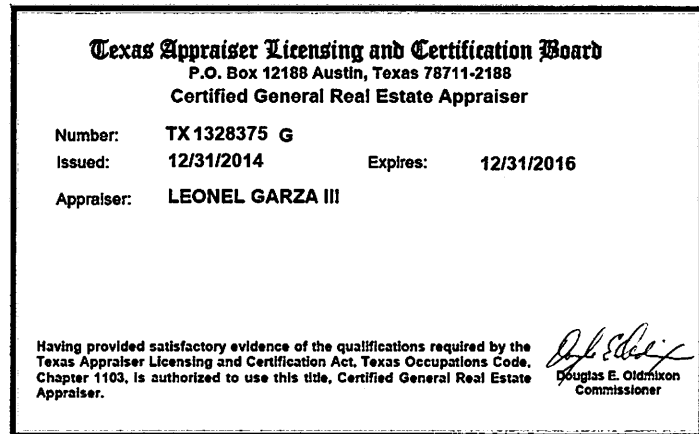 Texas Appraiser Licensing and Certification Board
P.O. Box 12188 Austin, Texas 78711-2188
Certified General Real Estate Appraiser
Number: TX 1328375 G
Issued: 12/31/2014 Expires: 12/31/2016
Appraiser: LEONEL GARZA III
Having provided satisfactory evidence of the qualifications required by the
Texas Appraiser Licensing and Certification Act, Texas Occupations Code,
Chapter 1103, is authorized to use this title, Certified General Real Estate
Appraiser.
Douglas E. Oldmixon
Commissioner